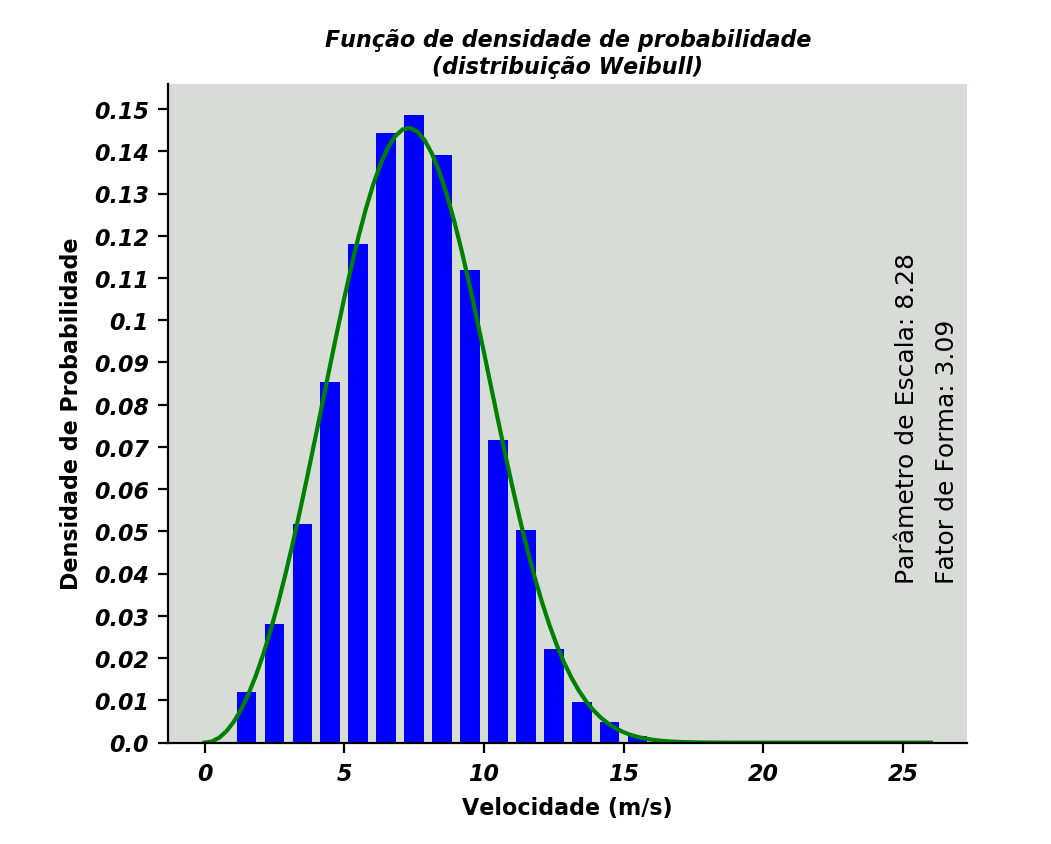 Função de densidade de probabilidade
(distribuição Weibull)
Densidade de Probabilidade
0.15
0.14
0.13
0.12
0.11
0.1
0.09
0.08
0.07
0.06
0.05
0.04
0.03
0.02
0.01
0.0
Parâmetro de Escala: 8.28
Fator de Forma: 3.09
0 5 10 15 20 25
Velocidade (m/s)